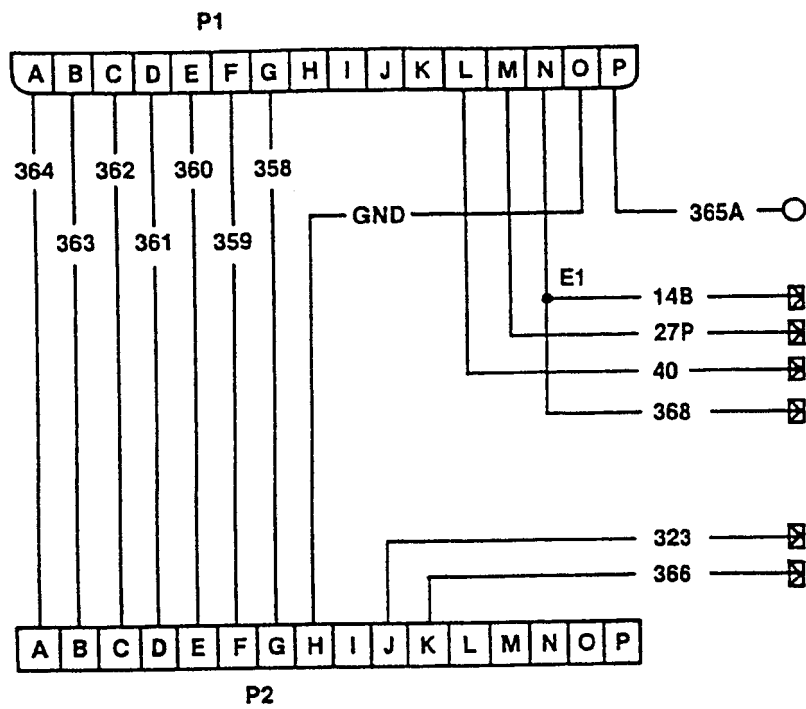 P1
A B C D E F G H I J K L M N O P
364 362 360 358
GND 365A
363 361 359
E1
14B
27P
40
368
323
366
A B C D E F G H I J K L M N O P
P2